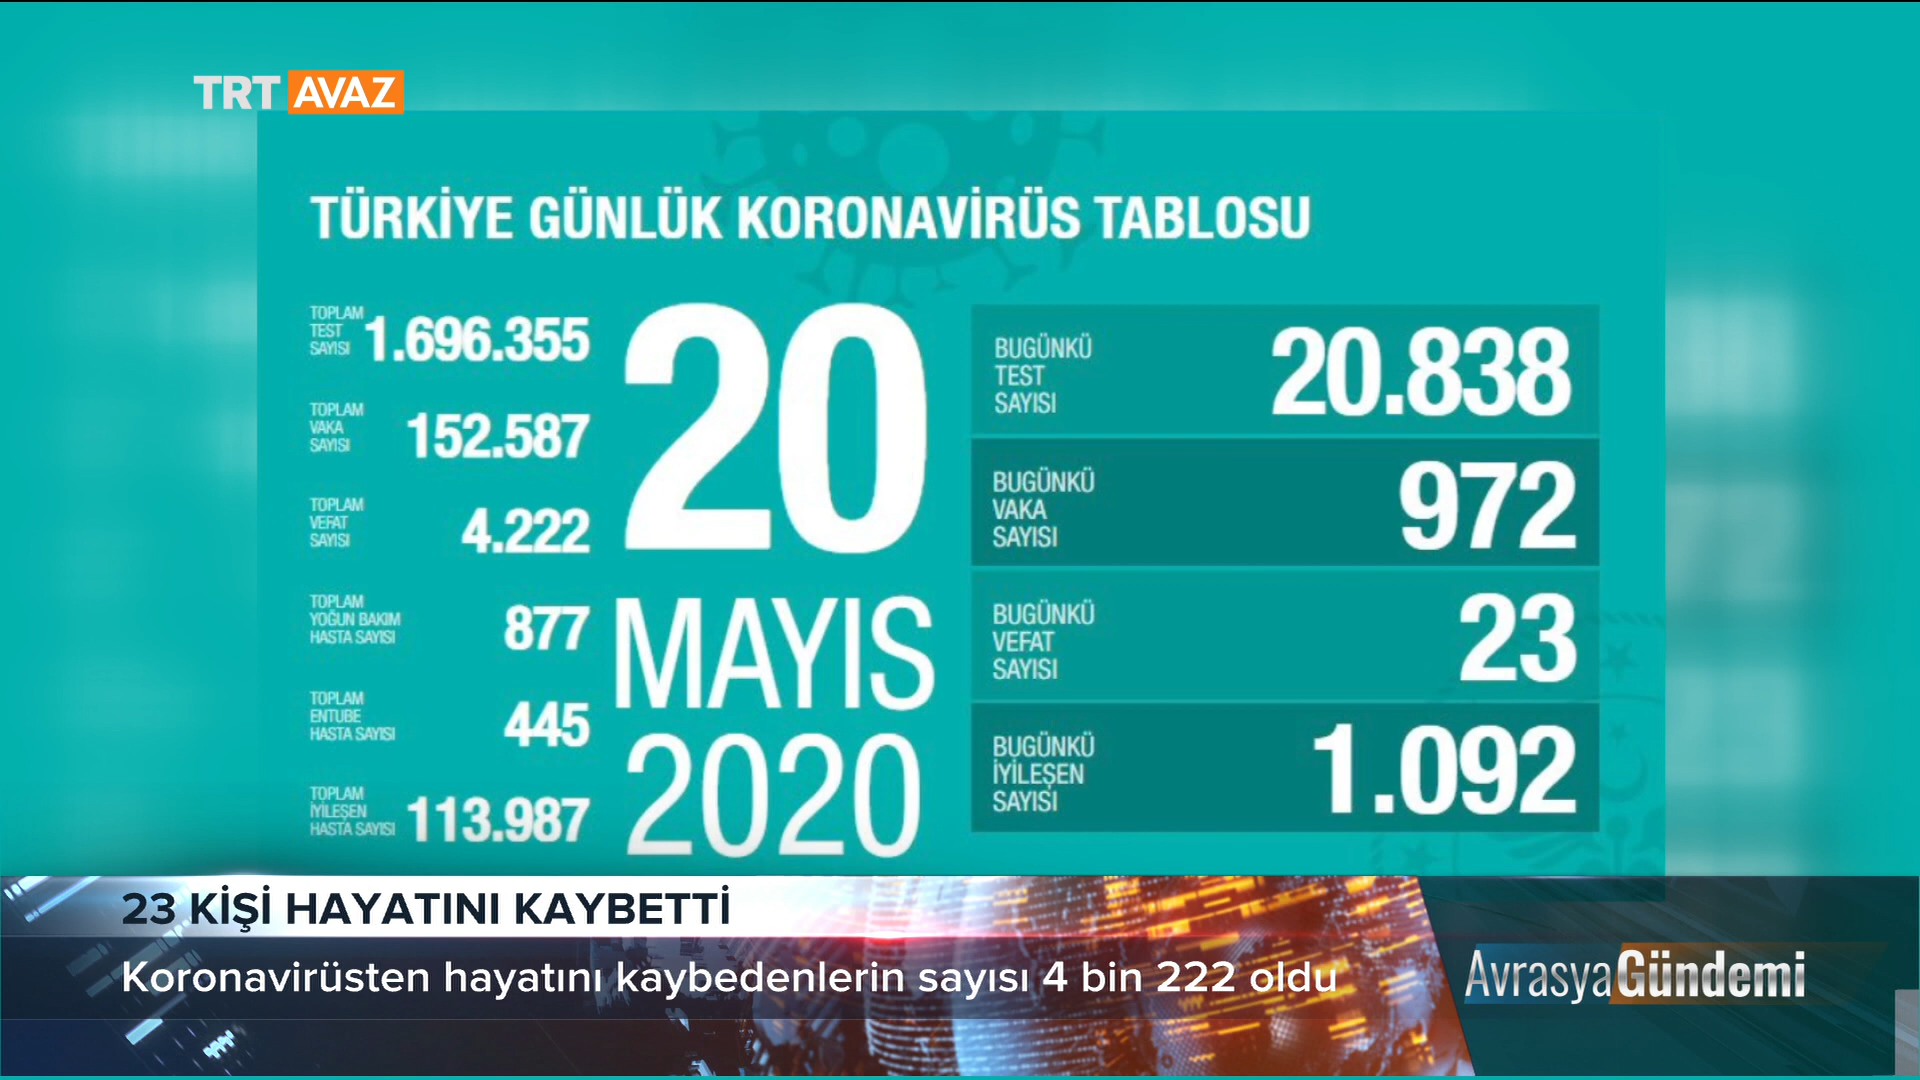 TRT AVAZ
TÜRKİYE GÜNLÜK KORONAVİRÜS TABLOSU
TOPLAM
TEST
SAYISI
1.696.355
TOPLAM
VAKA
SAYISI
152.587
TOPLAM
VEFAT
SAYISI
4.222
TOPLAM
YOĞUN BAKIM
HASTA SAYISI
877
TOPLAM
ENTUBE
HASTA SAYISI
445
TOPLAM
İYİLEŞEN
HASTA SAYISI
113.987
20
MAYIS
2020
BUGÜNKÜ
TEST
SAYISI
20.838
BUGÜNKÜ
VAKA
SAYISI
972
BUGÜNKÜ
VEFAT
SAYISI
23
BUGÜNKÜ
İYİLEŞEN
SAYISI
1.092
23 KİŞİ HAYATINI KAYBETTİ
Koronavirüsten hayatını kaybedenlerin sayısı 4 bin 222 oldu
AvrasyaGündemi